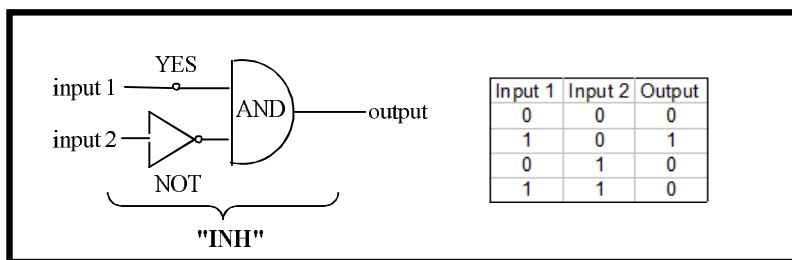 YES
input 1
AND
output
input 2
NOT
"INH"
Input 1 Input 2 Output
0 0 0
1 0 1
0 1 0
1 1 0